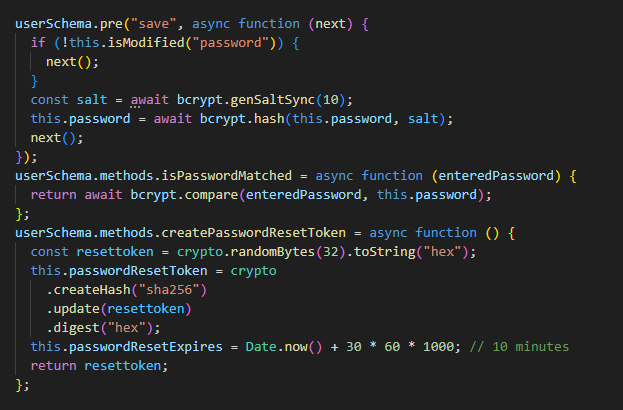 userSchema.pre("save", async function (next) {
if (!this.isModified("password")) {
next();
}
const salt = await bcrypt.genSaltSync(10);
this.password = await bcrypt.hash(this.password, salt);
next();
});
userSchema.methods.isPasswordMatched = async function (enteredPassword) {
return await bcrypt.compare(enteredPassword, this.password);
};
userSchema.methods.createPasswordResetToken = async function () {
const resettoken = crypto.randomBytes(32).toString("hex");
this.passwordResetToken = crypto
.createHash("sha256")
.update(resettoken)
.digest("hex");
this.passwordResetExpires = Date.now() + 30 * 60 * 1000; // 10 minutes
return resettoken;
};